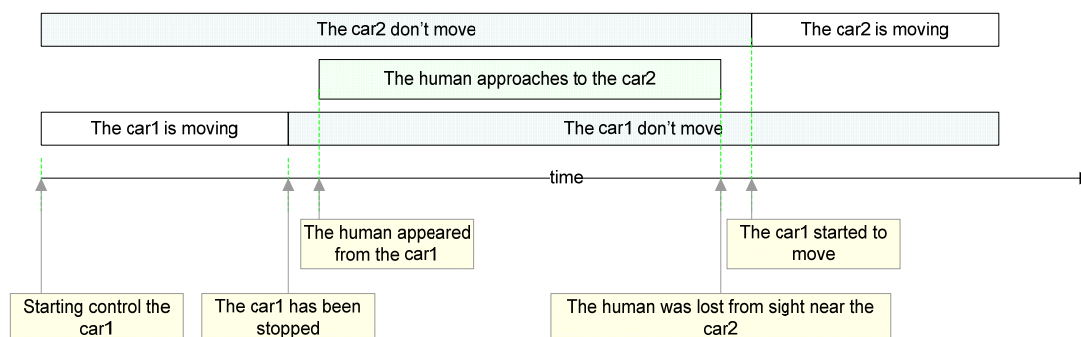 The car2 don't move
The car2 is moving
The human approaches to the car2
The car1 is moving
The car1 don't move
time
The human appeared
from the car1
The car1 started to
move
Starting control the
car1
The car1 has been
stopped
The human was lost from sight near the
car2